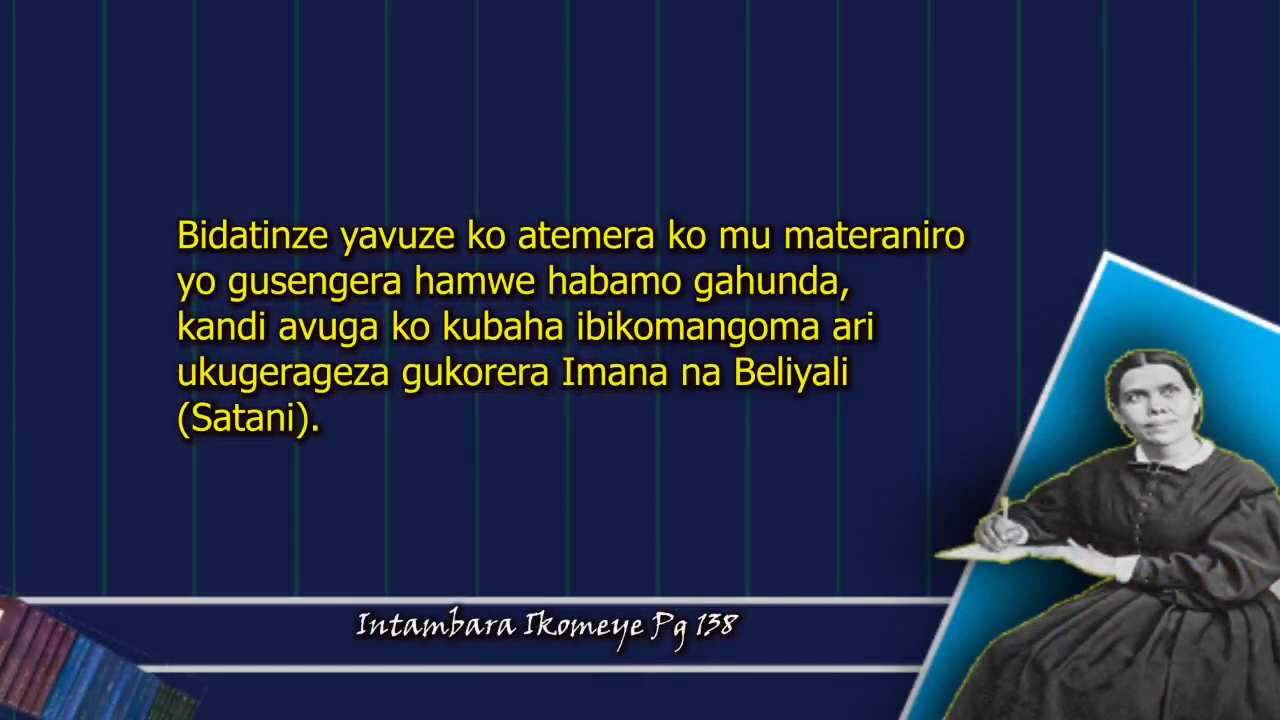 Bidatinze yavuze ko atemera ko mu materaniro
yo gusengera hamwe habamo gahunda,
kandi avuga ko kubaha ibikomangoma ari
ukugerageza gukorera Imana na Beliyali
(Satani).
Intambara Ikomeye Pg 138